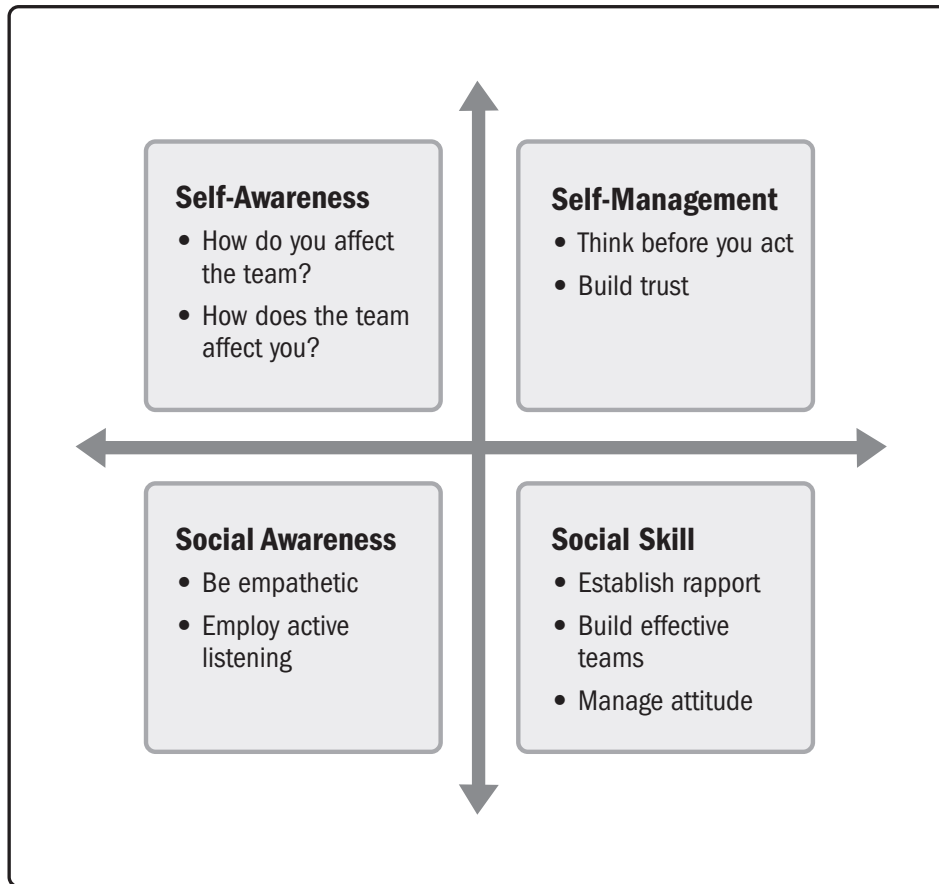 Self-Awareness
• How do you affect
the team?
• How does the team
affect you?
Self-Management
• Think before you act
• Build trust
Social Awareness
• Be empathetic
• Employ active
listening
Social Skill
• Establish rapport
• Build effective
teams
• Manage attitude